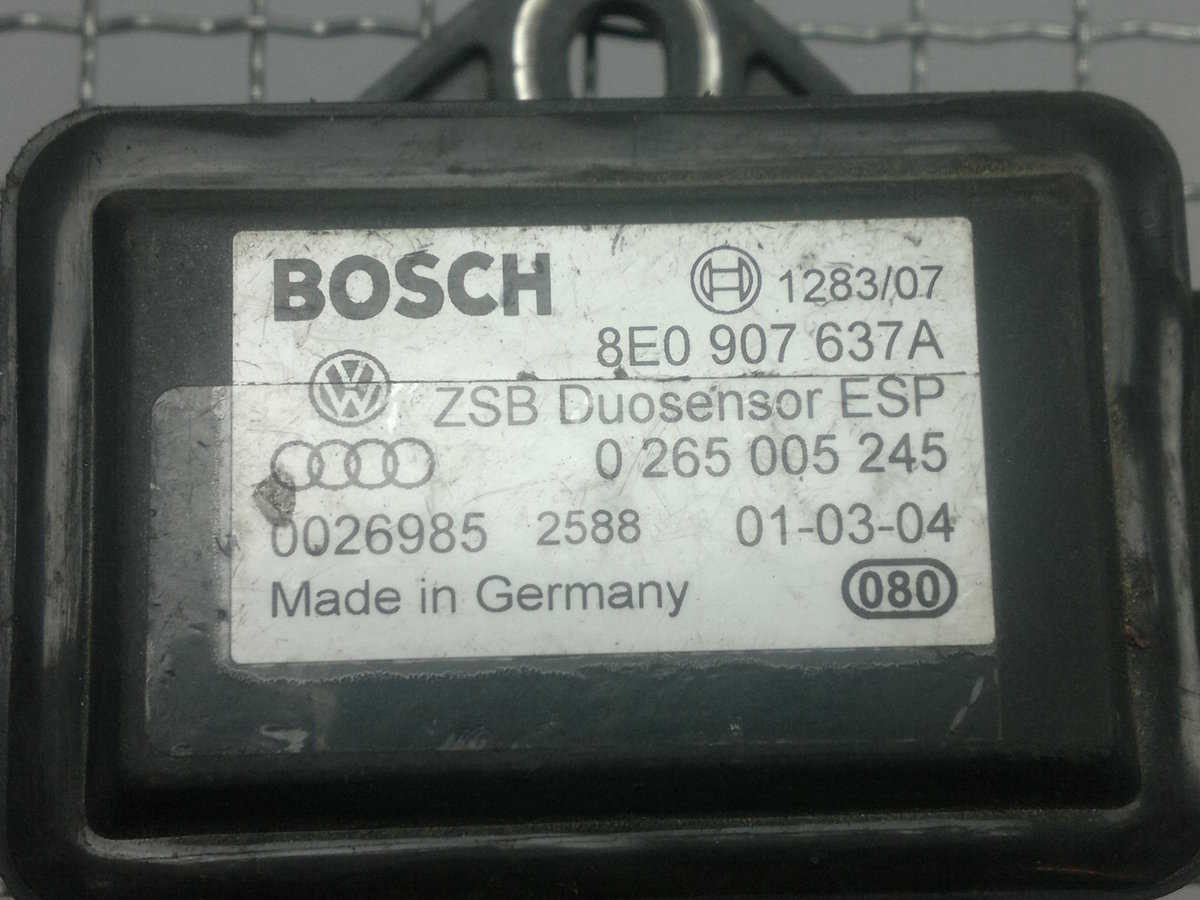 BOSCH 1283/07
8E0 907 637A
ZSB Duosensor ESP
0 265 005 245
0026985 2588 01-03-04
Made in Germany 080